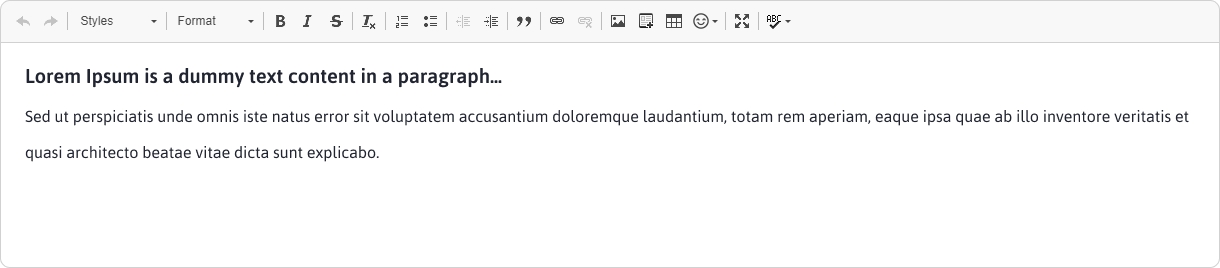 Styles Format B I S Tx ABC
Lorem Ipsum is a dummy text content in a paragraph...
Sed ut perspiciatis unde omnis iste natus error sit voluptatem accusantium doloremque laudantium, totam rem aperiam, eaque ipsa quae ab illo inventore veritatis et
quasi architecto beatae vitae dicta sunt explicabo.